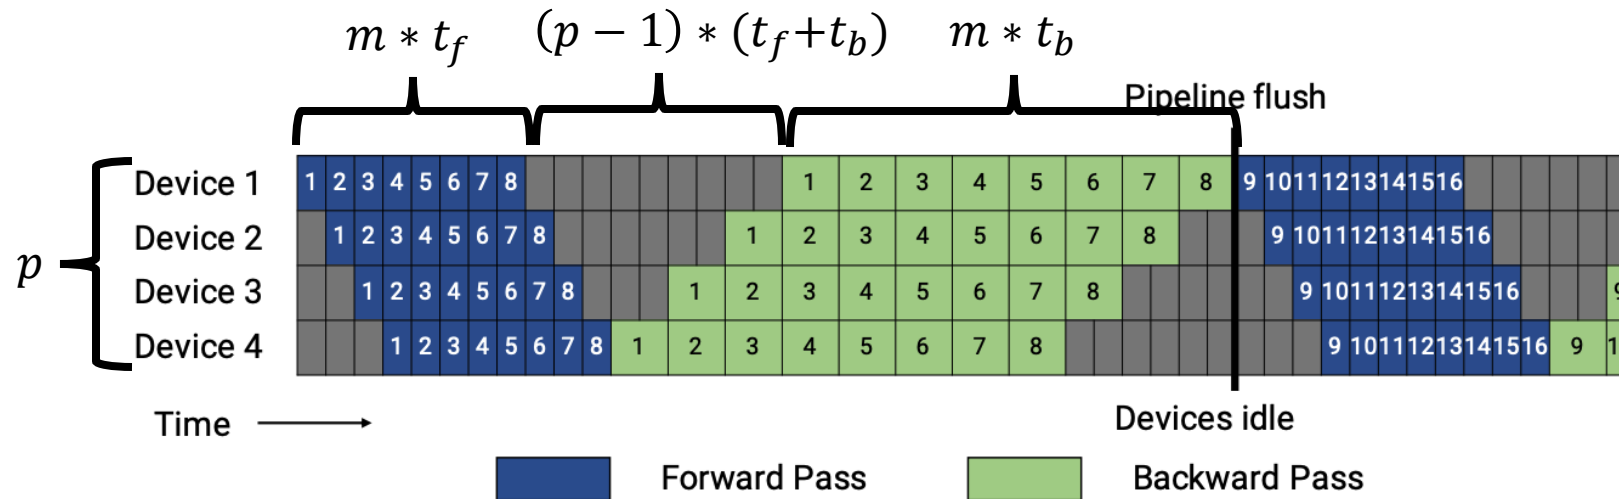 m * t_f (p − 1) * (t_f+t_b) m * t_b
Pipeline flush
p
Device 1 1 2 3 4 5 6 7 8 1 2 3 4 5 6 7 8 9 10 11 12 13 14 15 16
Device 2 1 2 3 4 5 6 7 8 1 2 3 4 5 6 7 8 9 10 11 12 13 14 15 16
Device 3 1 2 3 4 5 6 7 8 1 2 3 4 5 6 7 8 9 10 11 12 13 14 15 16 9
Device 4 1 2 3 4 5 6 7 8 1 2 3 4 5 6 7 8 9 10 11 12 13 14 15 16 9 1
Time
Devices idle
Forward Pass Backward Pass